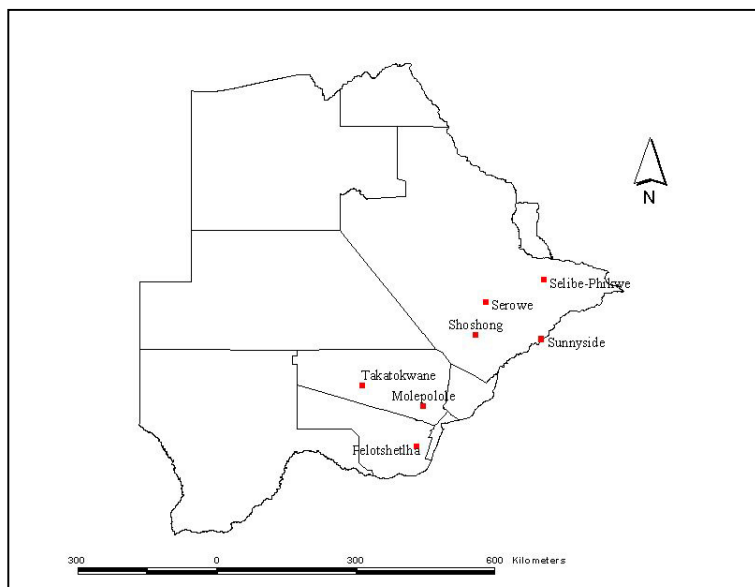 N
Selibe-Phikwe
Serowe
Shoshong
Sunnyside
Takatokwane
Molepolole
Pelotshetlha
300 0 300 600 Kilometers